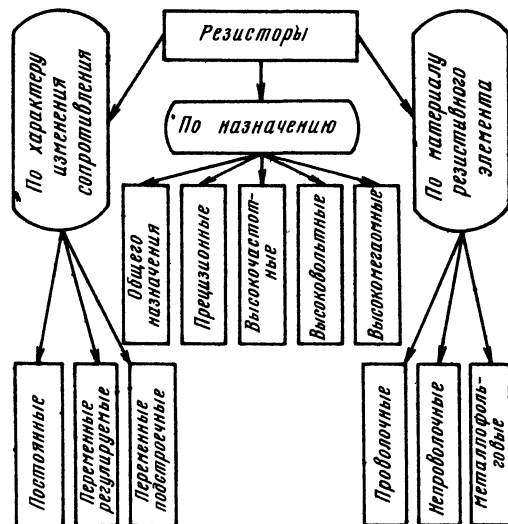 Резисторы
По характеру
изменения
сопротивления
По назначению
По материалу
резистивного
элемента
Общего
назначения
Прецизионные
Высокочастот-
ные
Высоковольтные
Высокомегаомные
Постоянные
Переменные
регулируемые
Переменные
подстроечные
Проволочные
Непроволочные
Металлофоль-
говые